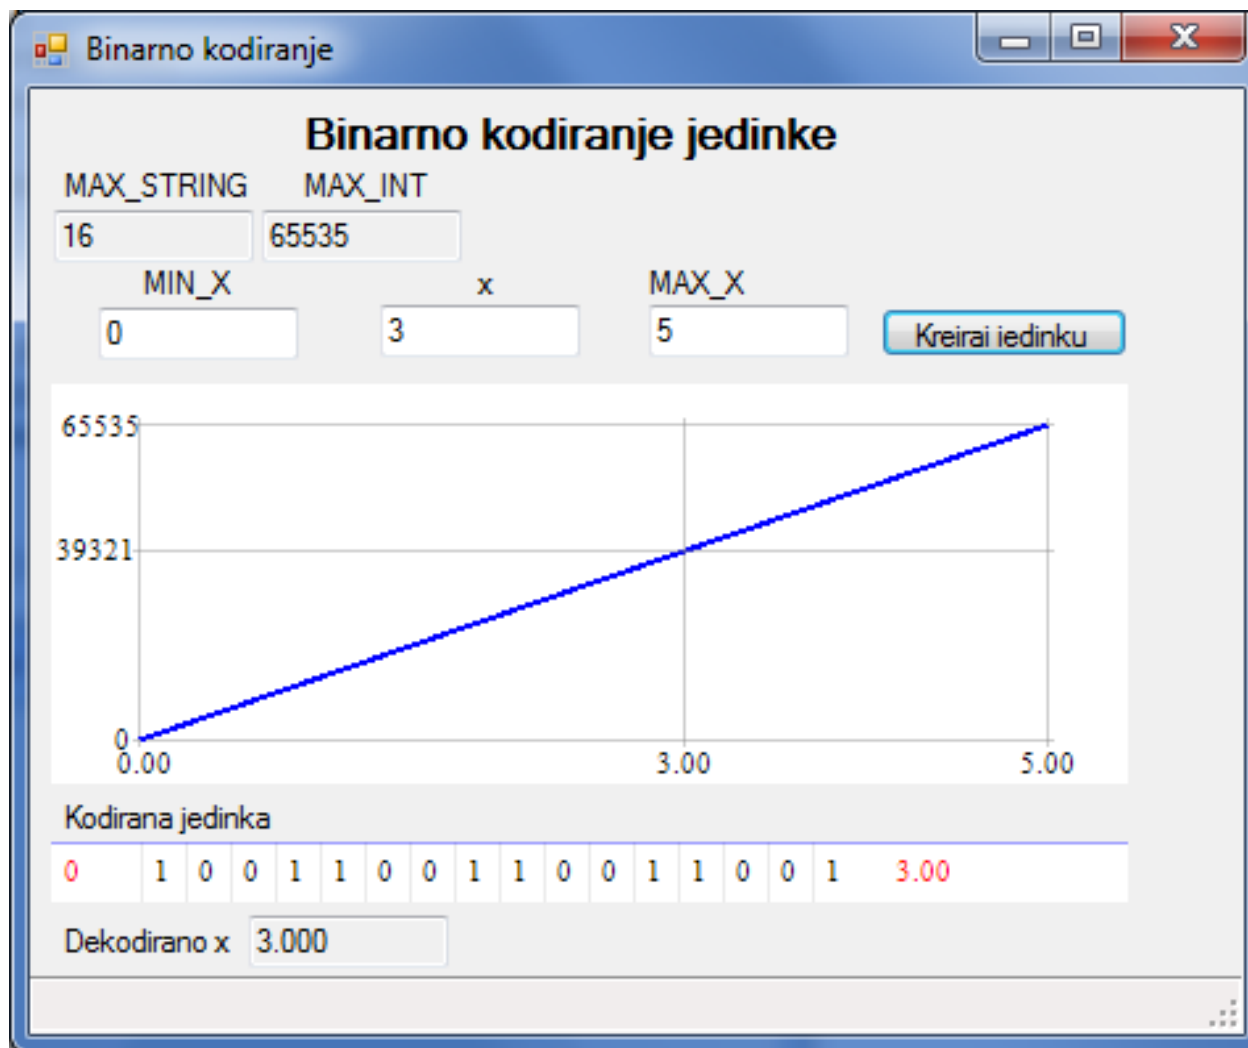 Binarno kodiranje
Binarno kodiranje jedinke
MAX_STRING MAX_INT
16 65535
MIN_X x MAX_X
0 3 5 Kreirai iedinku
65535
39321
0
0.00 3.00 5.00
Kodirana jedinka
0 1 0 0 1 1 0 0 1 1 0 0 1 1 0 0 1 3.00
Dekodirano x 3.000